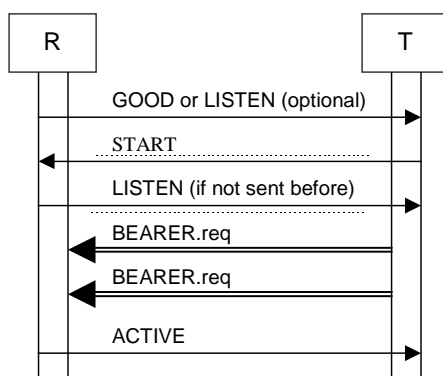 R
T
GOOD or LISTEN (optional)
START
LISTEN (if not sent before)
BEARER.req
BEARER.req
ACTIVE